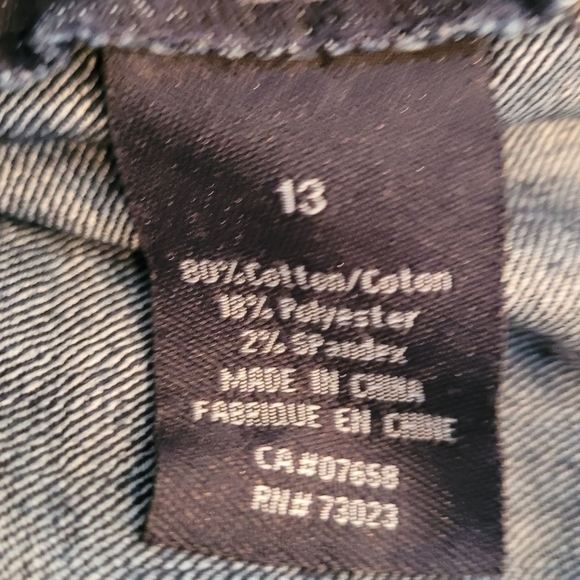 13
80% Cotton/Coton
18% Polyester
2% Spandex
MADE IN CHINA
FABRIQUE EN CHINE
CA#07658
RN# 73023